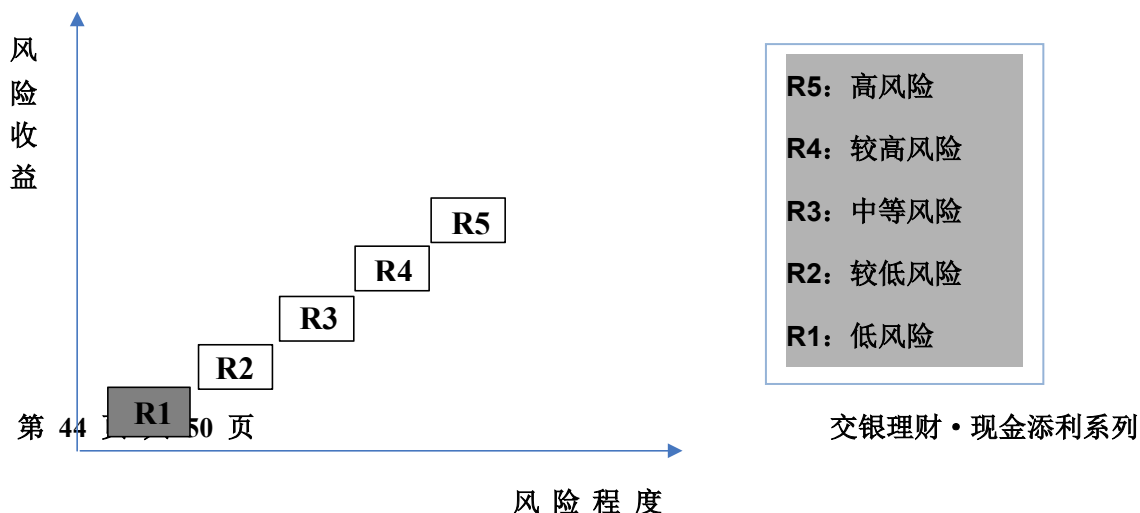 风
险
收
益
R5：高风险
R4：较高风险
R3：中等风险
R2：较低风险
R1：低风险
R5
R4
R3
R2
R1
第 44 页 50 页
交银理财·现金添利系列
风 险 程 度